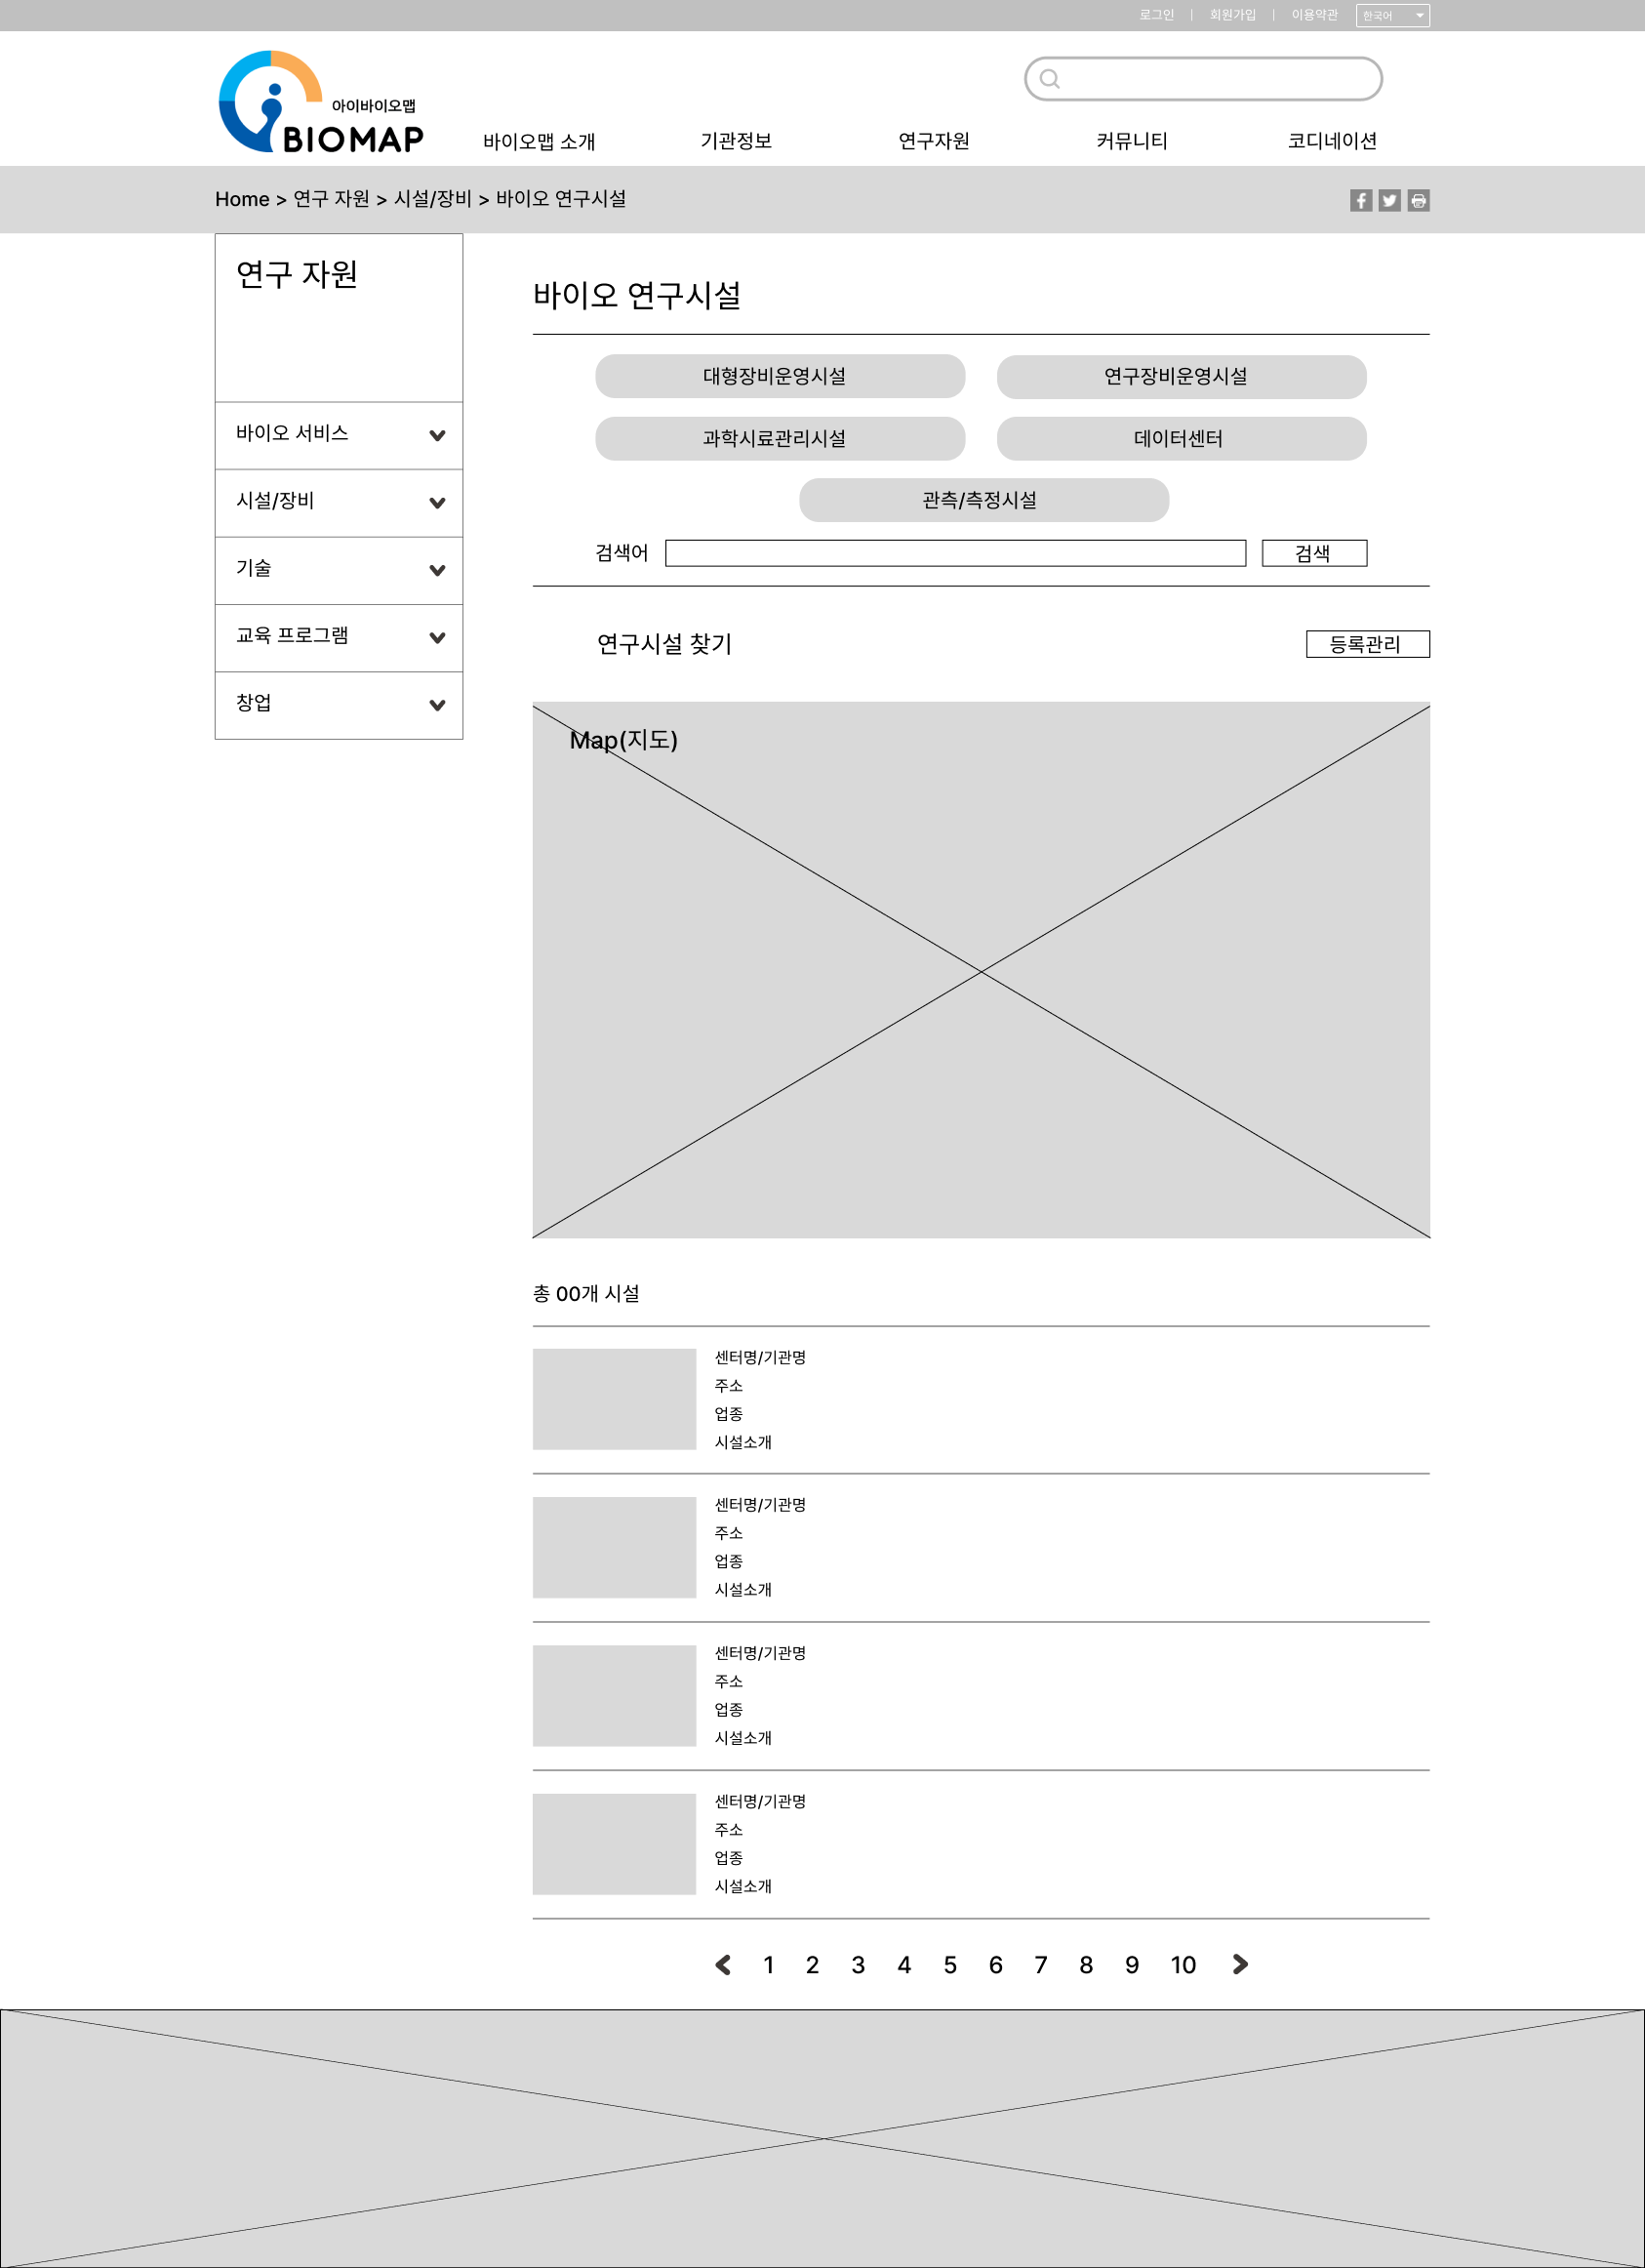 로그인 | 회원가입 | 이용약관 한국어
아이바이오맵
BIOMAP
바이오맵 소개 기관정보 연구자원 커뮤니티 코디네이션
Home > 연구 자원 > 시설/장비 > 바이오 연구시설
연구 자원
바이오 서비스
시설/장비
기술
교육 프로그램
창업
바이오 연구시설
대형장비운영시설 연구장비운영시설
과학시료관리시설 데이터센터
관측/측정시설
검색어 검색
연구시설 찾기 등록관리
Map(지도)
총 00개 시설
센터명/기관명
주소
업종
시설소개
센터명/기관명
주소
업종
시설소개
센터명/기관명
주소
업종
시설소개
센터명/기관명
주소
업종
시설소개
1 2 3 4 5 6 7 8 9 10